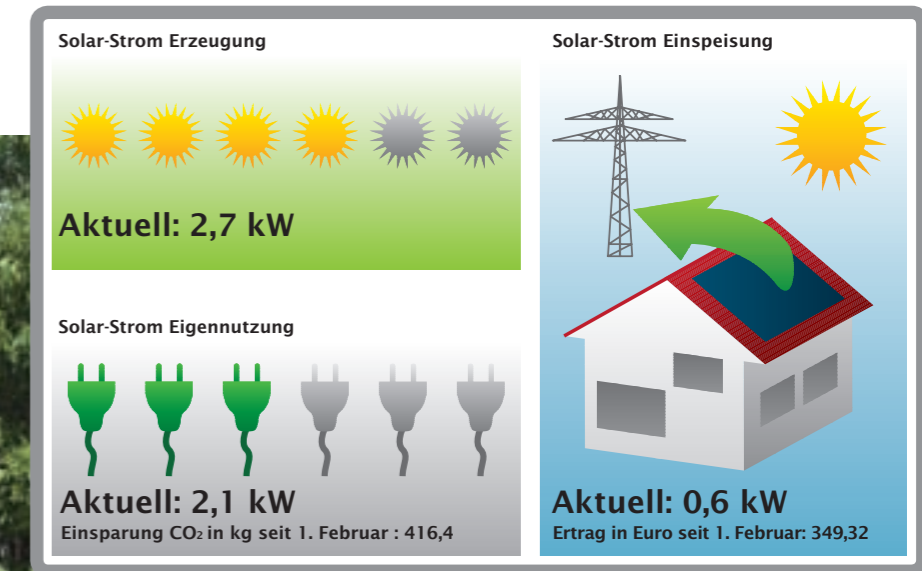 Solar-Strom Erzeugung
Aktuell: 2,7 kW
Solar-Strom Eigennutzung
Aktuell: 2,1 kW
Einsparung CO₂ in kg seit 1. Februar : 416,4
Solar-Strom Einspeisung
Aktuell: 0,6 kW
Ertrag in Euro seit 1. Februar: 349,32